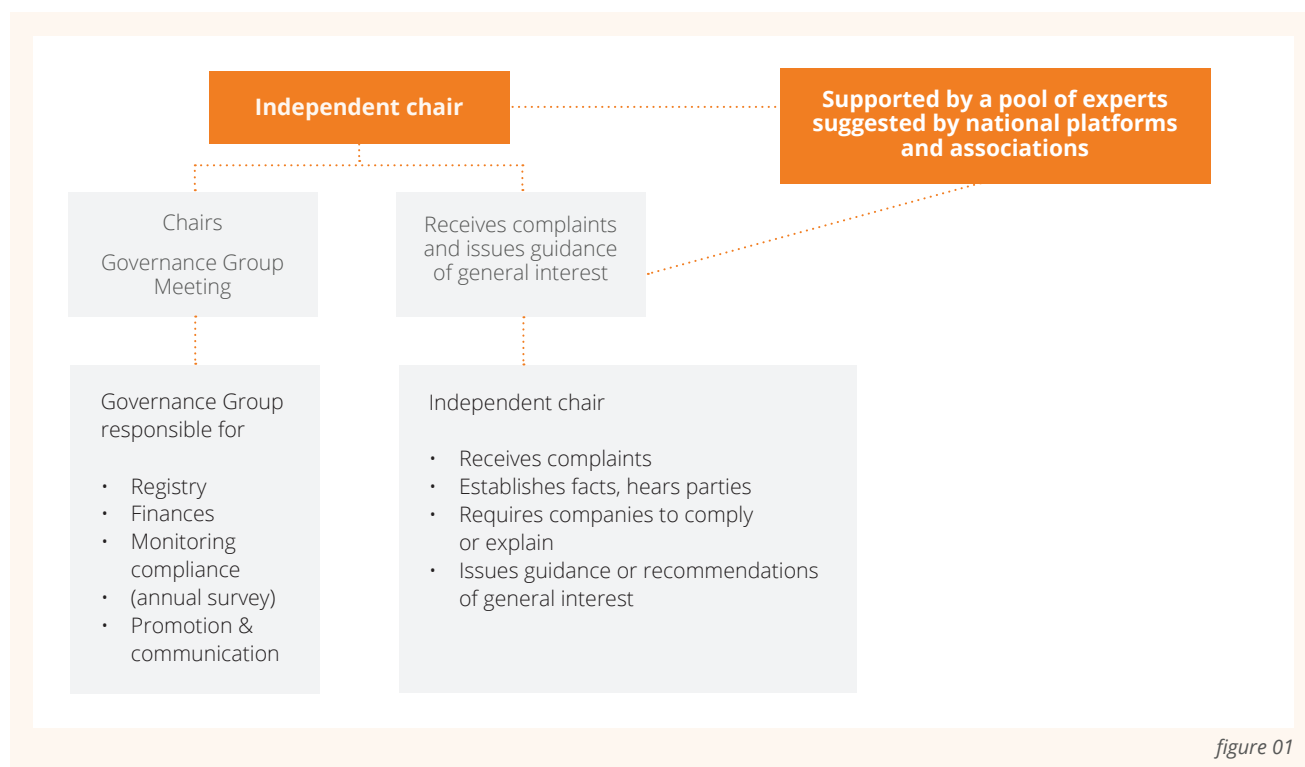 Independent chair
Supported by a pool of experts
suggested by national platforms
and associations
Chairs
Governance Group
Meeting
Receives complaints
and issues guidance
of general interest
Governance Group
responsible for
• Registry
• Finances
• Monitoring
compliance
• (annual survey)
• Promotion &
communication
Independent chair
• Receives complaints
• Establishes facts, hears parties
• Requires companies to comply
or explain
• Issues guidance or recommendations
of general interest
figure 01